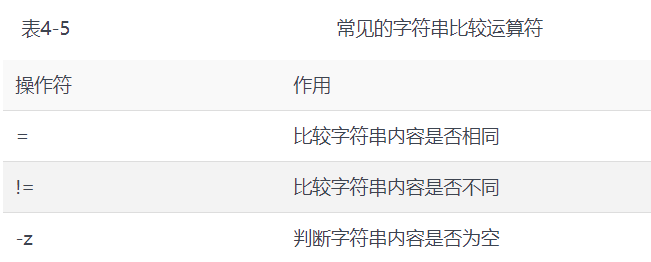 表4-5 常见的字符串比较运算符
操作符 作用
= 比较字符串内容是否相同
!= 比较字符串内容是否不同
-z 判断字符串内容是否为空